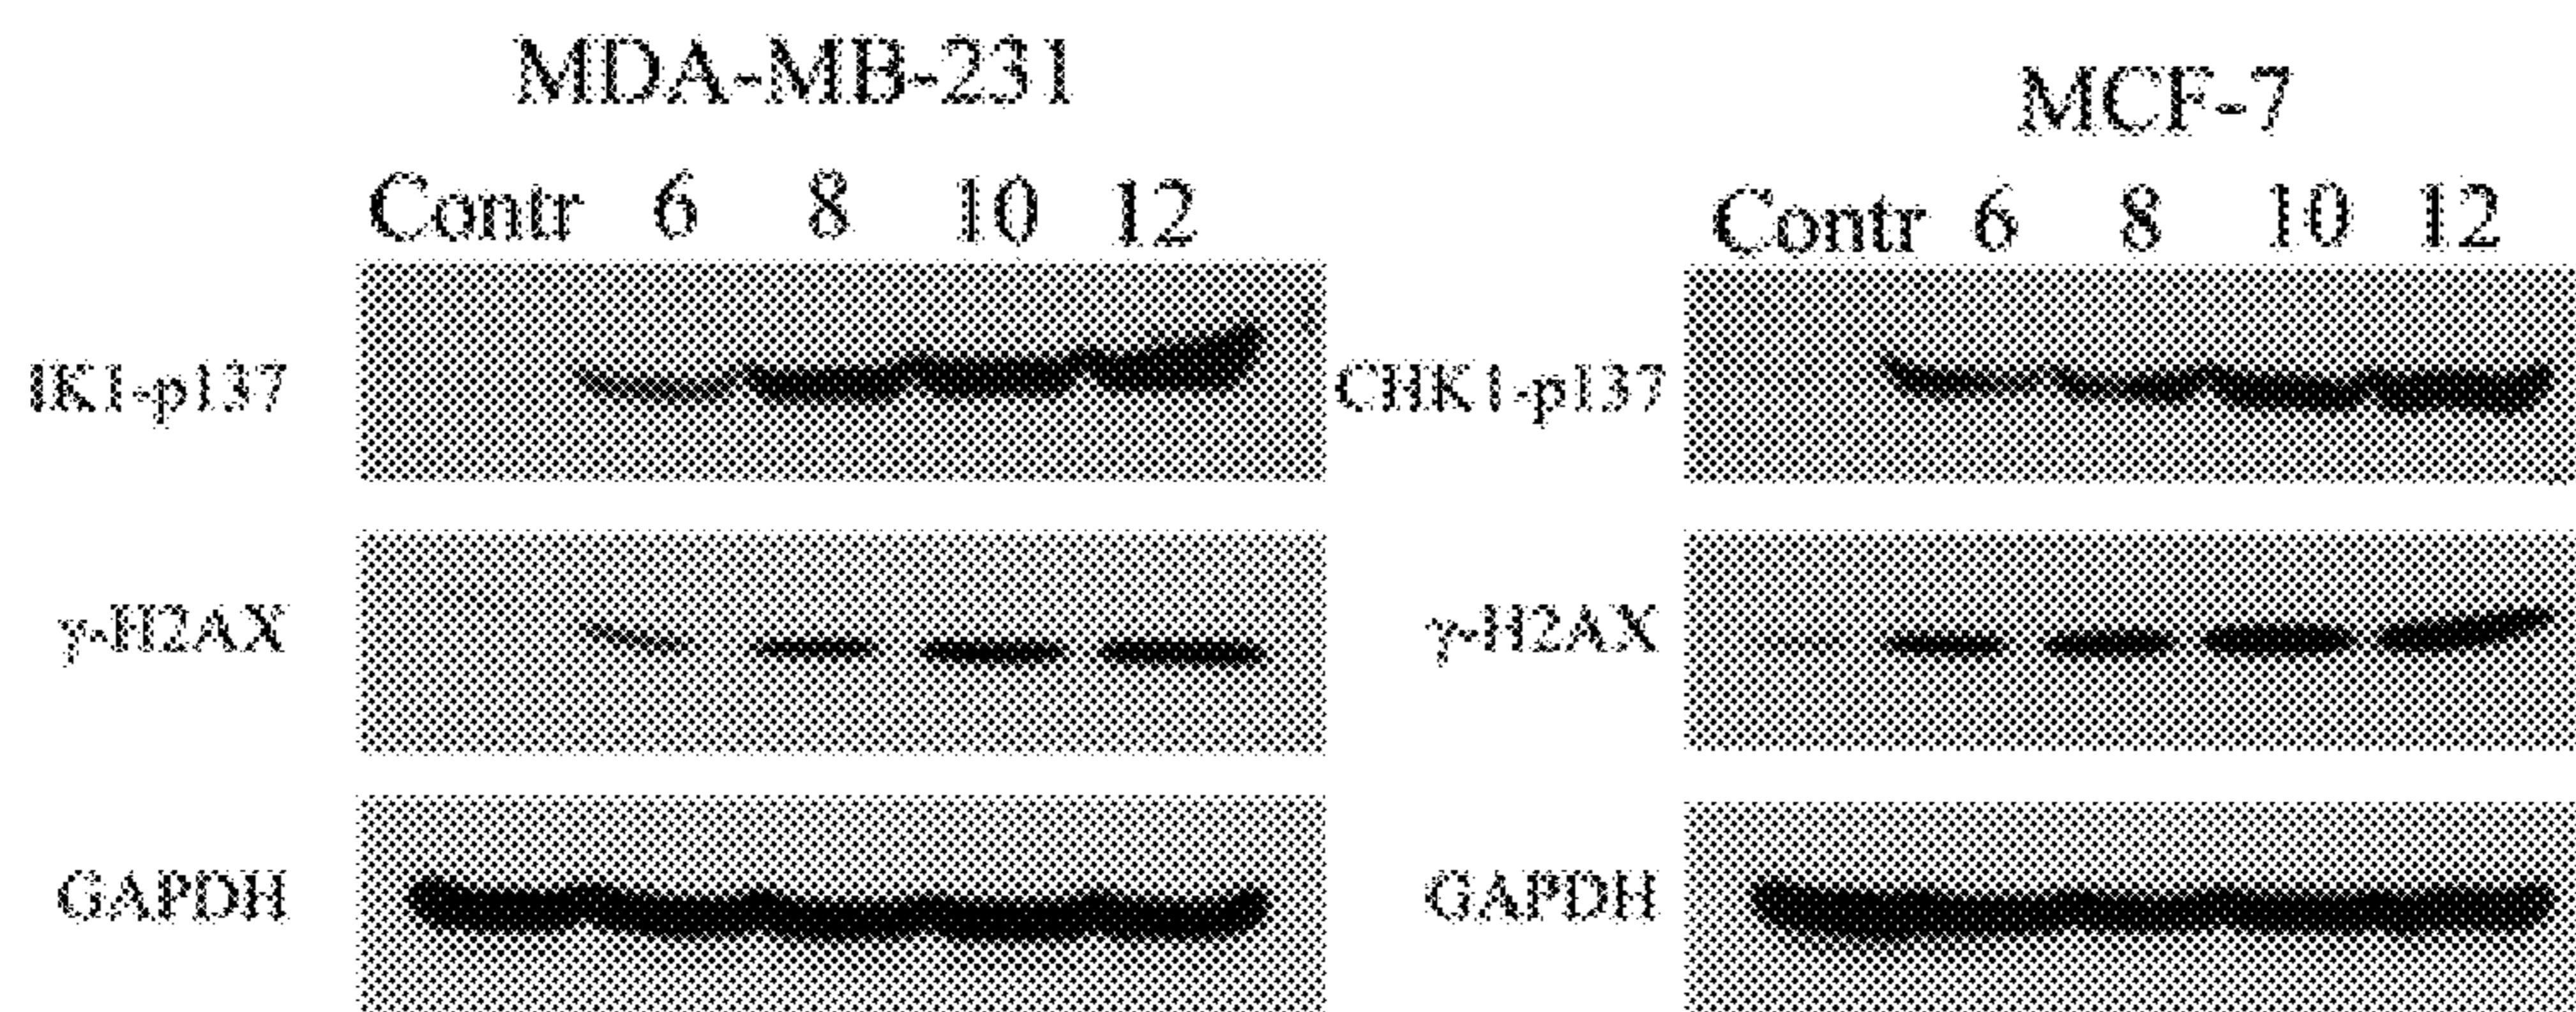 MDA-MB-231
Contr 6 8 10 12
IK1-p137
γ-H2AX
GAPDH
MCF-7
Contr 6 8 10 12
CHK1-p137
γ-H2AX
GAPDH